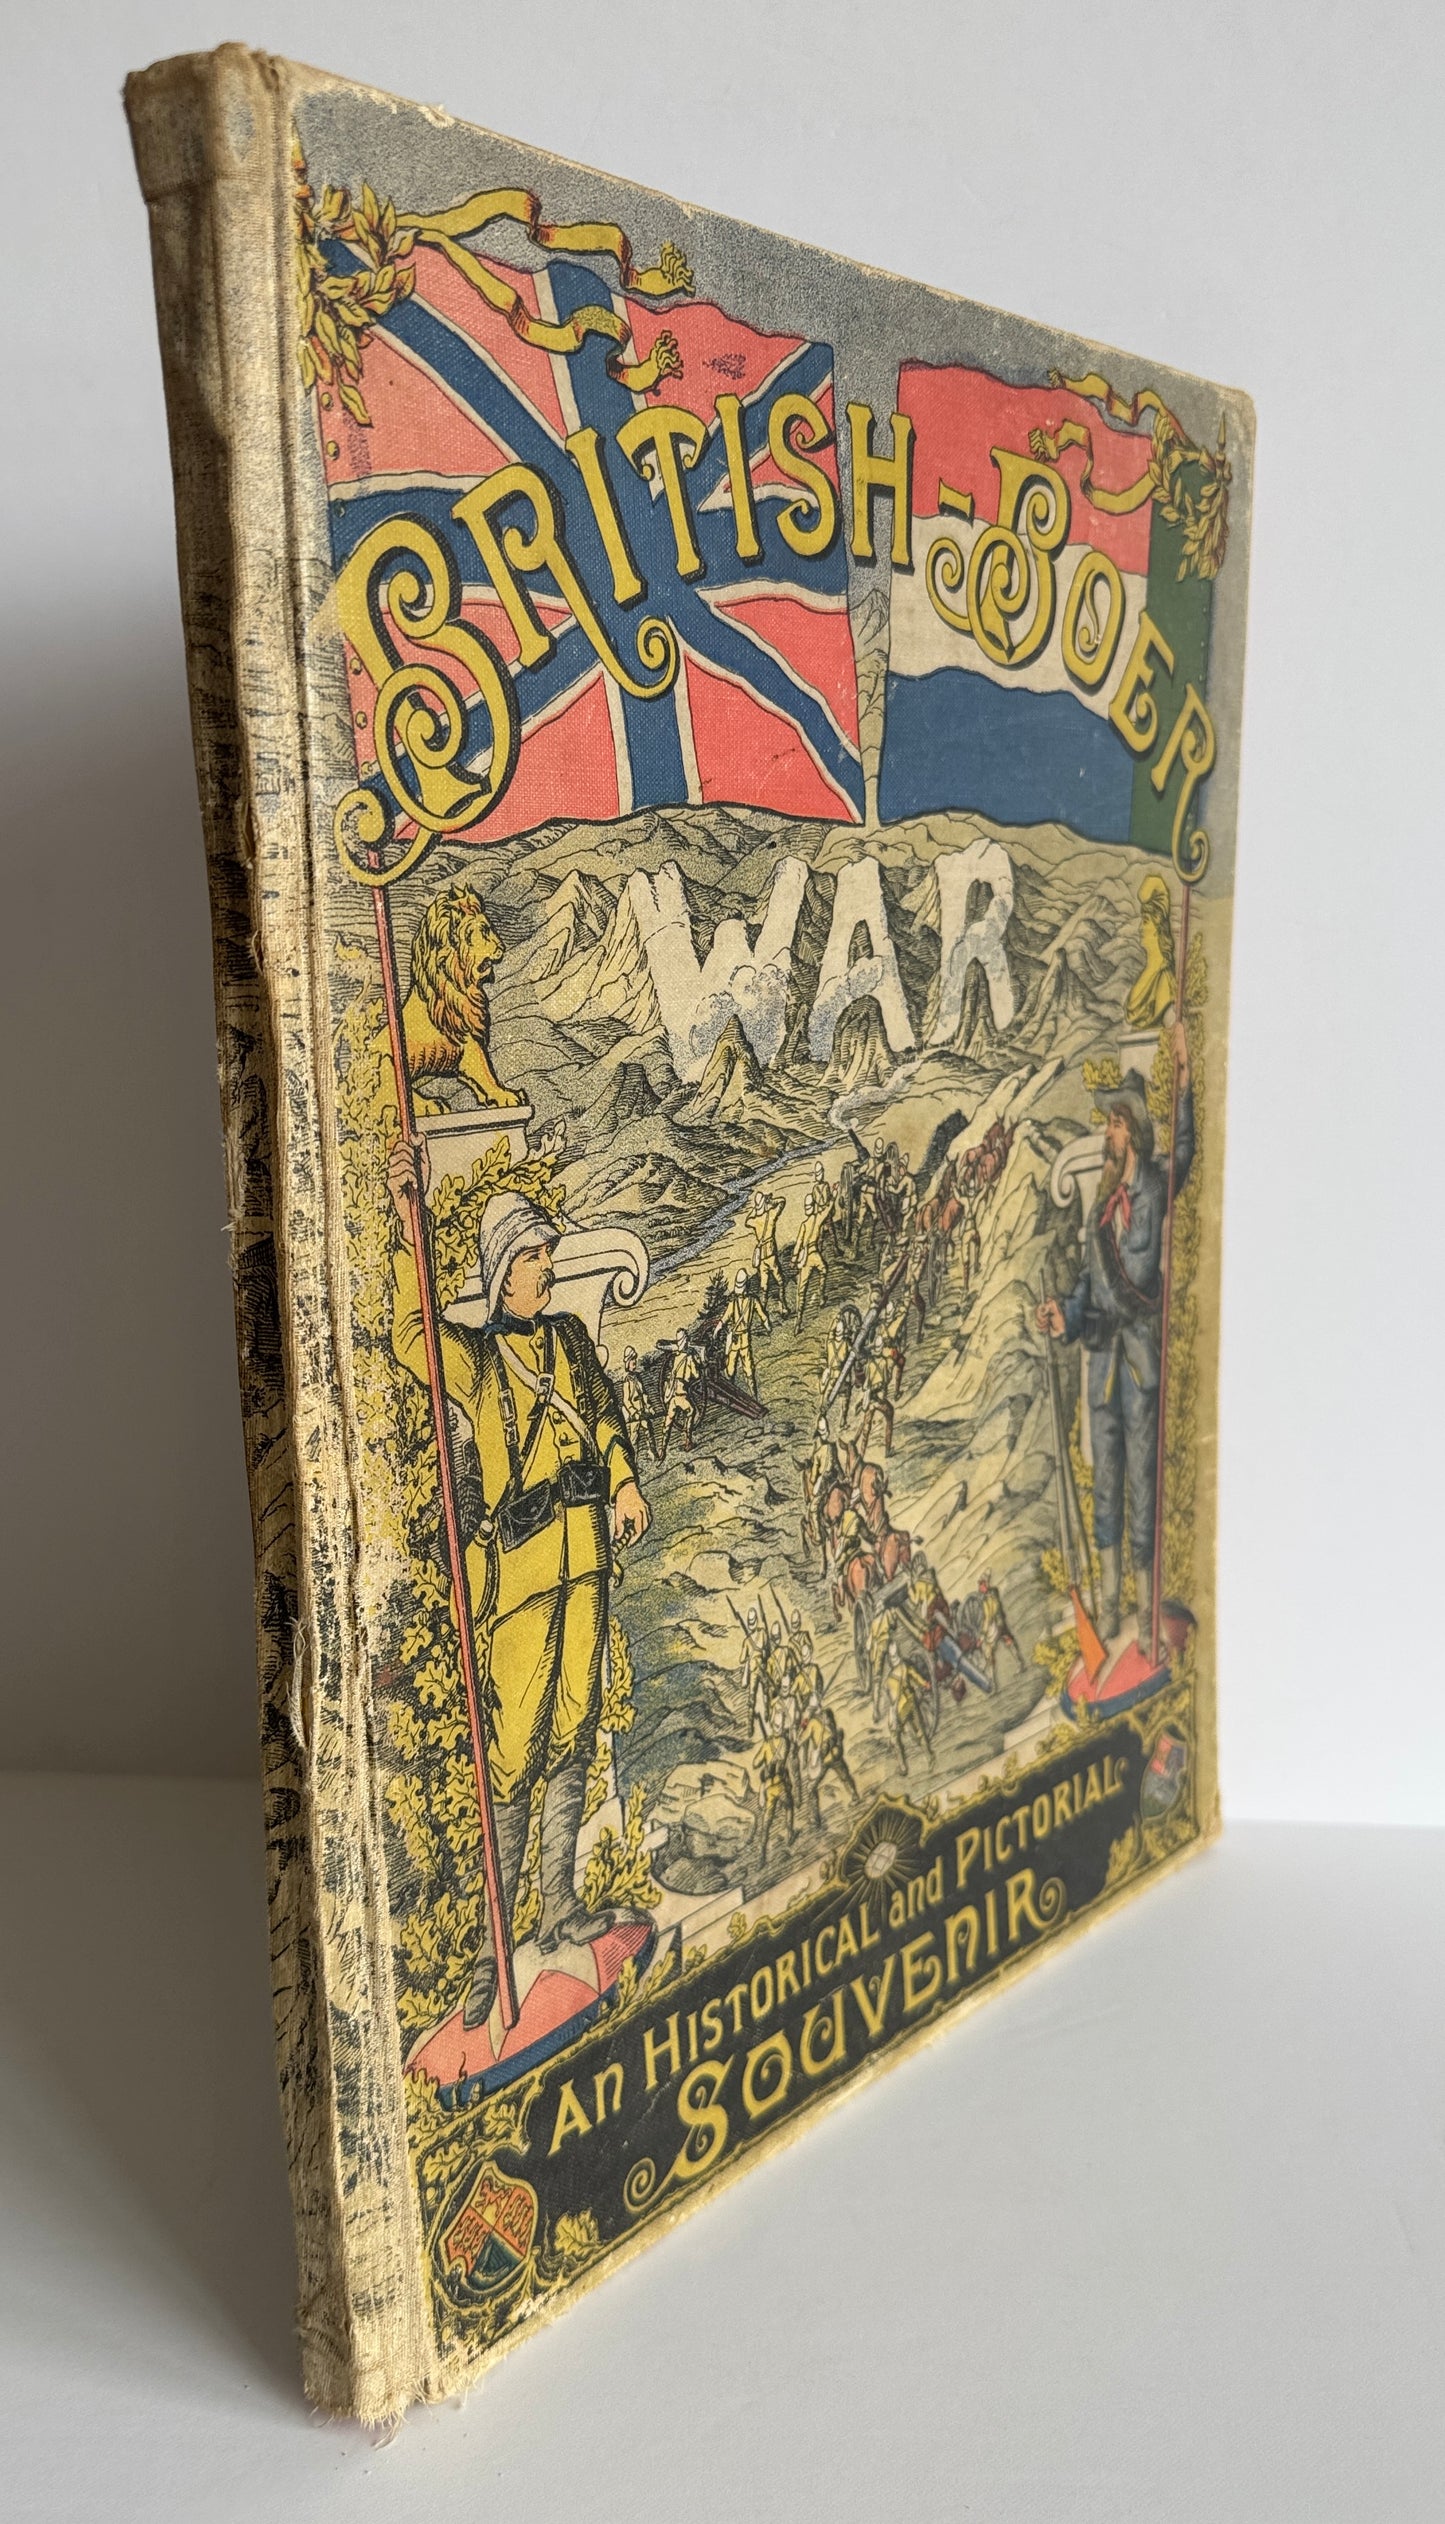 BRITISH-BOER
WAR
An HISTORICAL and PICTORIAL
SOUVENIR